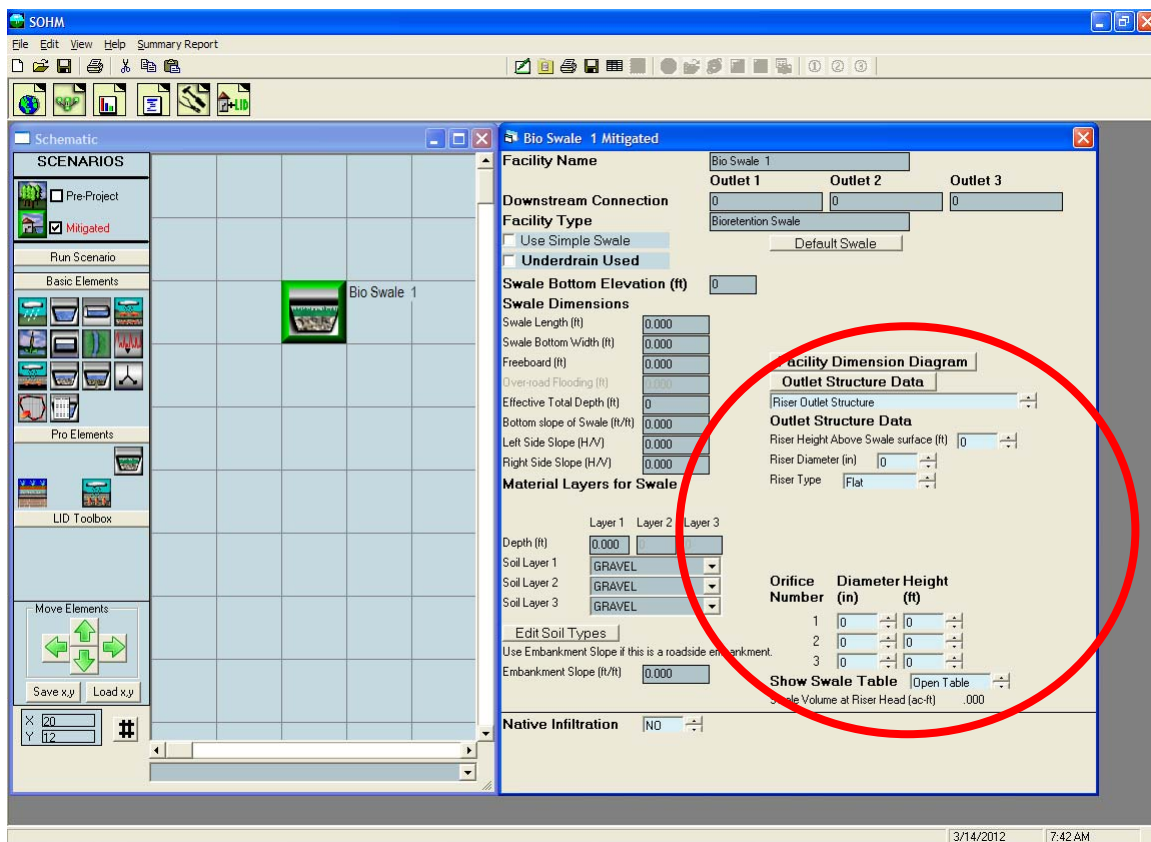 SOHM
File Edit View Help Summary Report
Schematic
SCENARIOS
Pre-Project
Mitigated
Run Scenario
Basic Elements
Pro Elements
LID Toolbox
Move Elements
Save x,y Load x,y
X 20
Y 12
#
Bio Swale 1
Bio Swale 1 Mitigated
Facility Name Bio Swale 1
Outlet 1 Outlet 2 Outlet 3
Downstream Connection 0 0 0
Facility Type Bioretention Swale
Use Simple Swale Default Swale
Underdrain Used
Swale Bottom Elevation (ft) 0
Swale Dimensions
Swale Length (ft) 0.000
Swale Bottom Width (ft) 0.000
Freeboard (ft) 0.000
Over-road Flooding (ft) 0.000
Effective Total Depth (ft) 0
Bottom slope of Swale (ft/ft) 0.000
Left Side Slope (H/V) 0.000
Right Side Slope (H/V) 0.000
Material Layers for Swale
Layer 1 Layer 2 Layer 3
Depth (ft) 0.000 0 0
Soil Layer 1 GRAVEL
Soil Layer 2 GRAVEL
Soil Layer 3 GRAVEL
Edit Soil Types
Use Embankment Slope if this is a roadside embankment.
Embankment Slope (ft/ft) 0.000
Native Infiltration NO
Facility Dimension Diagram
Outlet Structure Data
Riser Outlet Structure
Outlet Structure Data
Riser Height Above Swale surface (ft) 0
Riser Diameter (in) 0
Riser Type Flat
Orifice Diameter Height
Number (in) (ft)
1 0 0
2 0 0
3 0 0
Show Swale Table Open Table
Swale Volume at Riser Head (ac-ft) .000
3/14/2012 7:42 AM